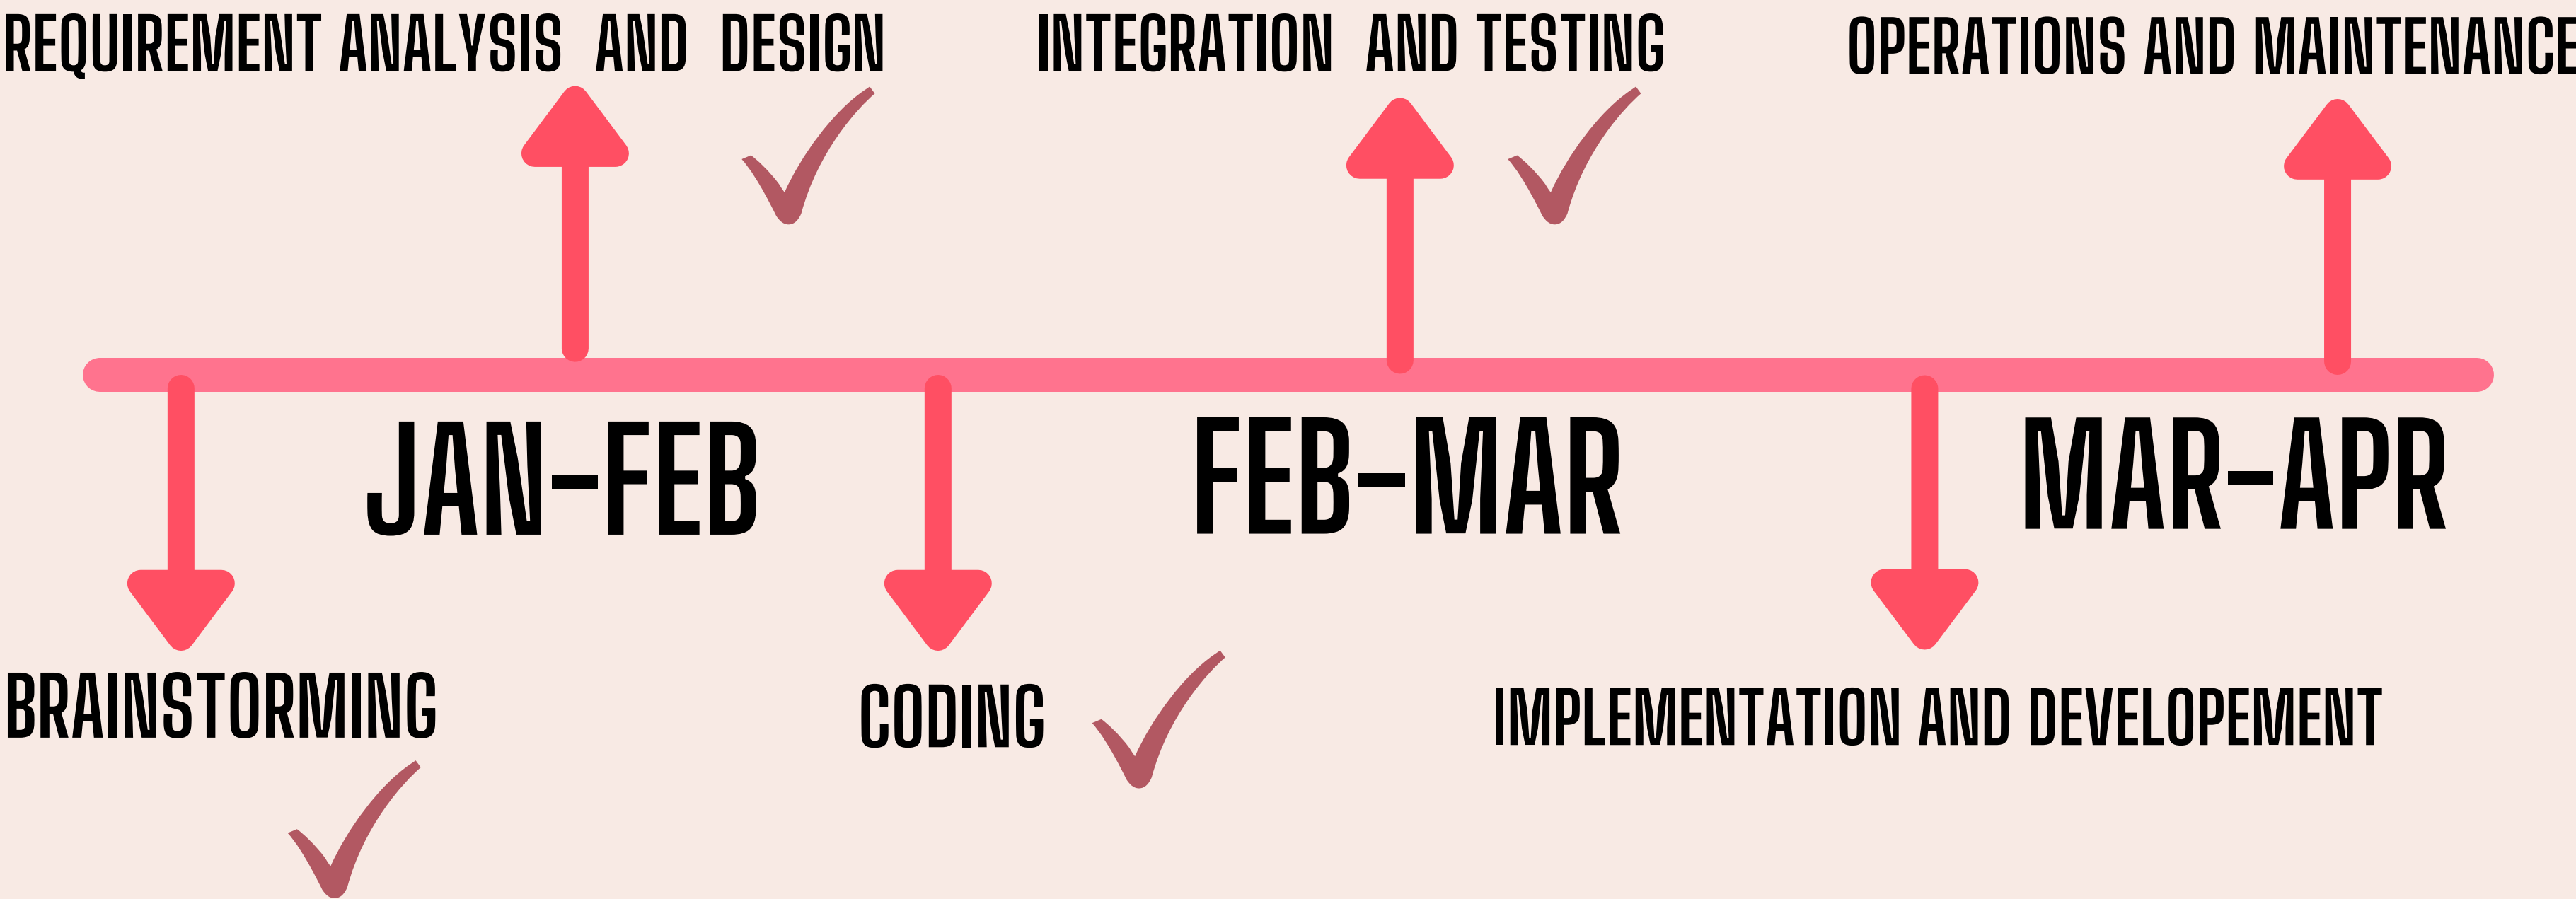 REQUIREMENT ANALYSIS AND DESIGN
INTEGRATION AND TESTING
OPERATIONS AND MAINTENANCE
JAN-FEB
FEB-MAR
MAR-APR
BRAINSTORMING
CODING
IMPLEMENTATION AND DEVELOPEMENT